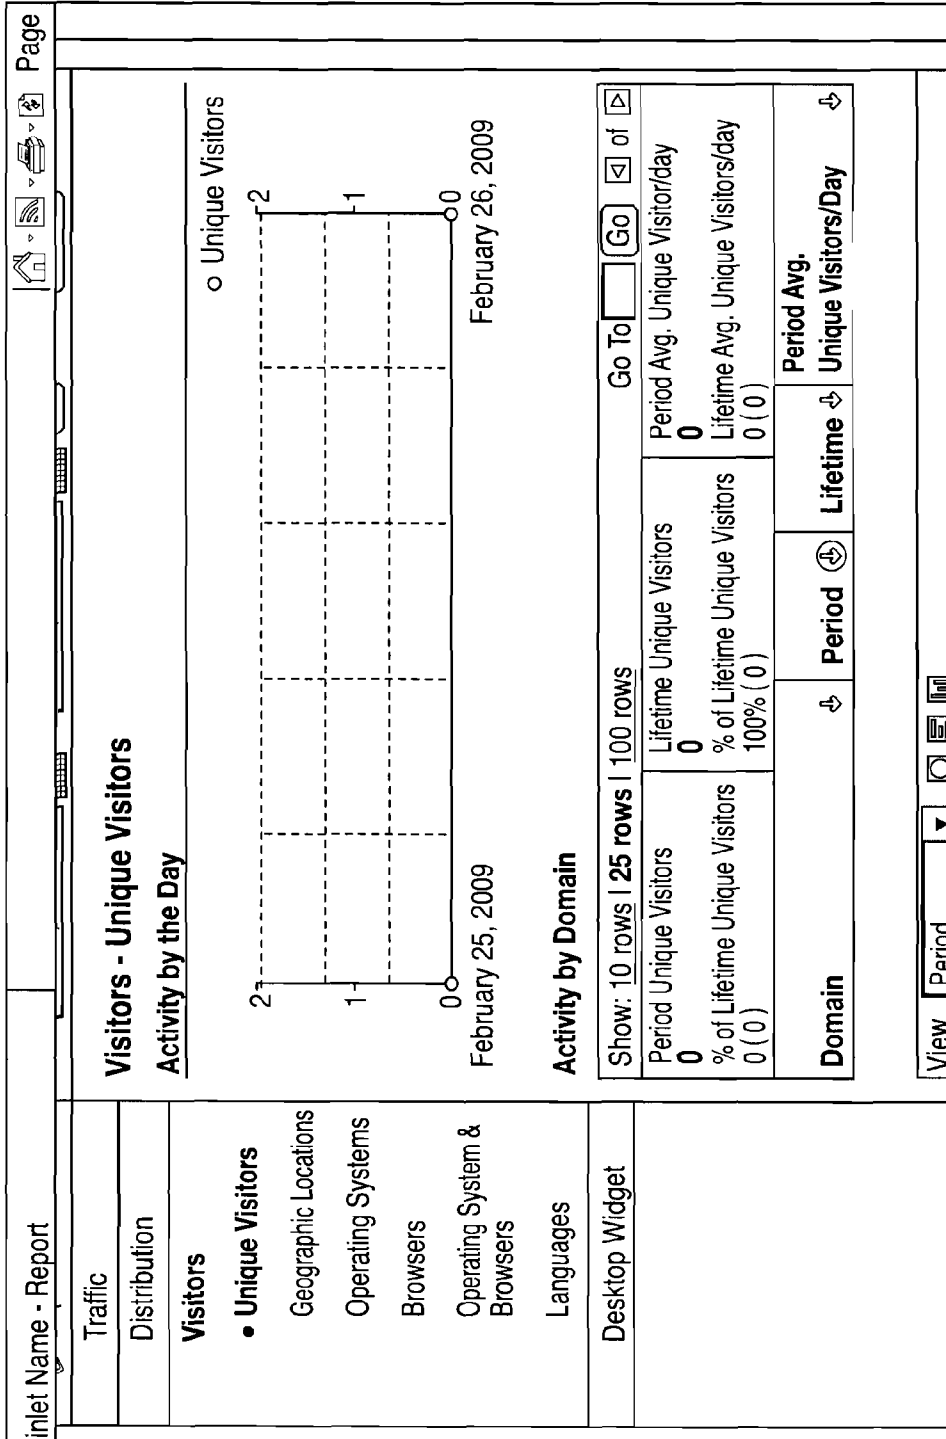 inlet Name - Report
Page
Traffic
Distribution
Visitors
• Unique Visitors
Geographic Locations
Operating Systems
Browsers
Operating System &
Browsers
Languages
Desktop Widget
Visitors - Unique Visitors
Activity by the Day
Unique Visitors
2
2
1
1
0
0
February 25, 2009
February 26, 2009
Activity by Domain
Show: 10 rows | 25 rows | 100 rows
Go To Go of
Period Unique Visitors
0
% of Lifetime Unique Visitors
0 ( 0 )
Lifetime Unique Visitors
0
% of Lifetime Unique Visitors
100% ( 0 )
Period Avg. Unique Visitor/day
0
Lifetime Avg. Unique Visitors/day
0 ( 0 )
Domain
Period
Lifetime
Period Avg.
Unique Visitors/Day
View
Period